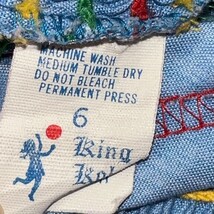 MACHINE WASH
MEDIUM TUMBLE DRY
DO NOT BLEACH
PERMANENT PRESS
6
King